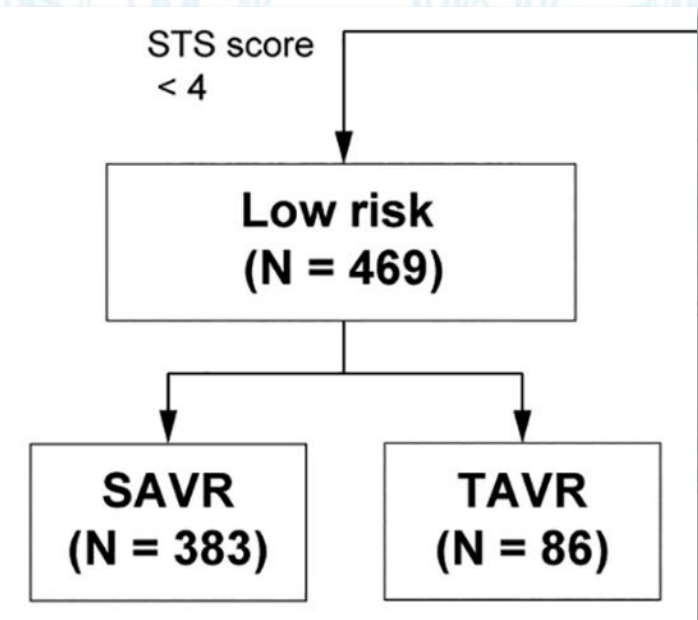 STS score
< 4
Low risk
(N = 469)
SAVR
(N = 383)
TAVR
(N = 86)